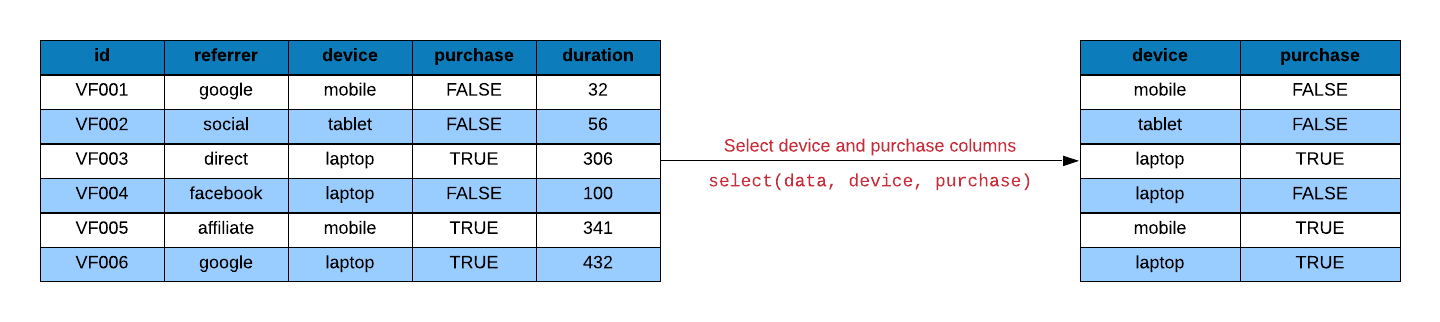 id referrer device purchase duration
VF001 google mobile FALSE 32
VF002 social tablet FALSE 56
VF003 direct laptop TRUE 306
VF004 facebook laptop FALSE 100
VF005 affiliate mobile TRUE 341
VF006 google laptop TRUE 432
Select device and purchase columns
select(data, device, purchase)
device purchase
mobile FALSE
tablet FALSE
laptop TRUE
laptop FALSE
mobile TRUE
laptop TRUE